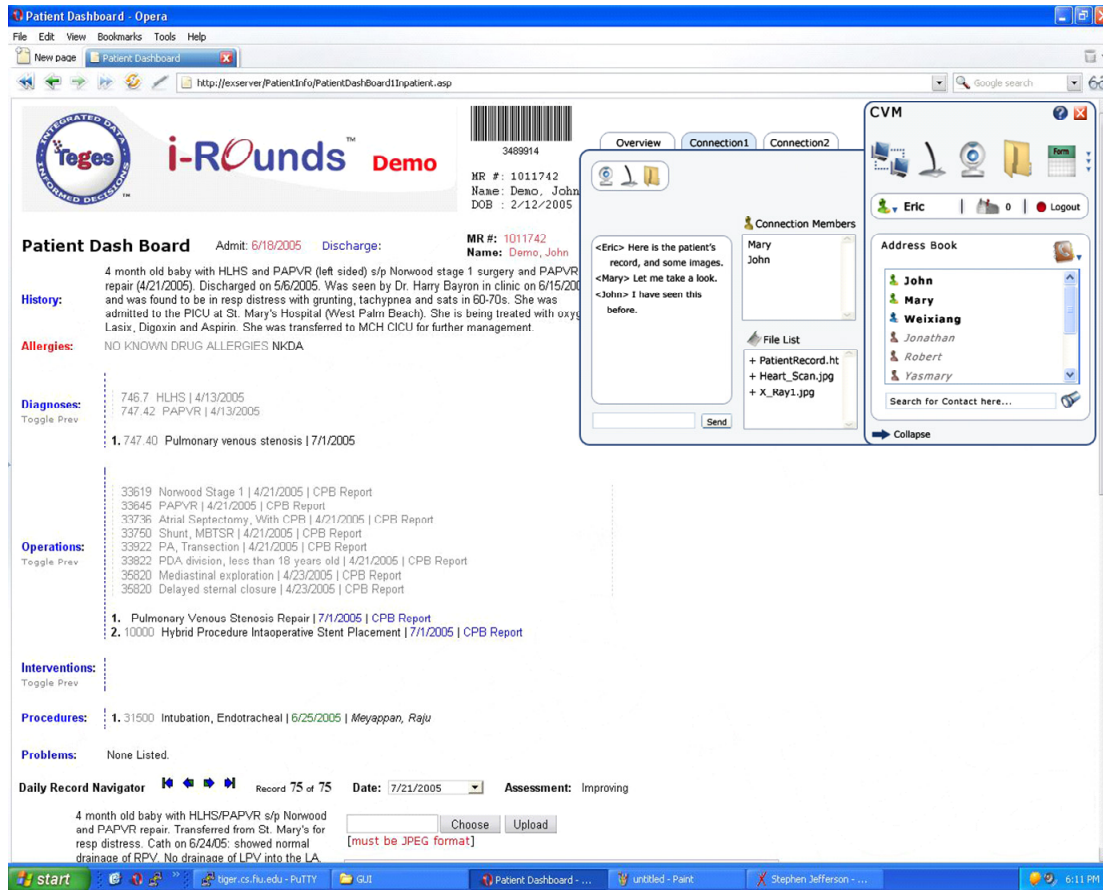 Patient Dashboard - Opera
File Edit View Bookmarks Tools Help
New page Patient Dashboard
http://exserver/PatientInfo/PatientDashBoard1Inpatient.asp Google search
INTEGRATED DATA
Teges
INFORMED DECISIONS
TM
i-ROunds™ Demo
3489914
MR #: 1011742
Name: Demo, John
DOB : 2/12/2005
Patient Dash Board Admit: 6/18/2005 Discharge:
MR #: 1011742
Name: Demo, John
History:
4 month old baby with HLHS and PAPVR (left sided) s/p Norwood stage 1 surgery and PAPVR
repair (4/21/2005). Discharged on 5/6/2005. Was seen by Dr. Harry Bayron in clinic on 6/15/200
and was found to be in resp distress with grunting, tachypnea and sats in 60-70s. She was
admitted to the PICU at St. Mary's Hospital (West Palm Beach). She is being treated with oxyg
Lasix, Digoxin and Aspirin. She was transferred to MCH CICU for further management.
Allergies: NO KNOWN DRUG ALLERGIES NKDA
Diagnoses:
Toggle Prev
746.7 HLHS | 4/13/2005
747.42 PAPVR | 4/13/2005
1. 747.40 Pulmonary venous stenosis | 7/1/2005
Operations:
Toggle Prev
33619 Norwood Stage 1 | 4/21/2005 | CPB Report
33645 PAPVR | 4/21/2005 | CPB Report
33736 Atrial Septectomy, With CPB | 4/21/2005 | CPB Report
33750 Shunt, MBTSR | 4/21/2005 | CPB Report
33922 PA, Transection | 4/21/2005 | CPB Report
33822 PDA division, less than 18 years old | 4/21/2005 | CPB Report
35820 Mediastinal exploration | 4/23/2005 | CPB Report
35820 Delayed sternal closure | 4/23/2005 | CPB Report
1. Pulmonary Venous Stenosis Repair | 7/1/2005 | CPB Report
2. 10000 Hybrid Procedure Intaoperative Stent Placement | 7/1/2005 | CPB Report
Interventions:
Toggle Prev
Procedures: 1. 31500 Intubation, Endotracheal | 6/25/2005 | Meyappan, Raju
Problems: None Listed.
Daily Record Navigator Record 75 of 75 Date: 7/21/2005 Assessment: Improving
4 month old baby with HLHS/PAPVR s/p Norwood
and PAPVR repair. Transferred from St. Mary's for
resp distress. Cath on 6/24/05: showed normal
drainage of RPV. No drainage of LPV into the LA.
Choose Upload
[must be JPEG format]
Overview Connection1 Connection2
<Eric> Here is the patient's
record, and some images.
<Mary> Let me take a look.
<John> I have seen this
before.
Send
Connection Members
Mary
John
File List
+ PatientRecord.ht
+ Heart_Scan.jpg
+ X_Ray1.jpg
CVM
Form
Eric | 0 | Logout
Address Book
John
Mary
Weixiang
Jonathan
Robert
Yasmary
Search for Contact here...
Collapse
start tiger.cs.fiu.edu - PuTTY GUI Patient Dashboard - ... untitled - Paint Stephen Jefferson - ... 6:11 PM